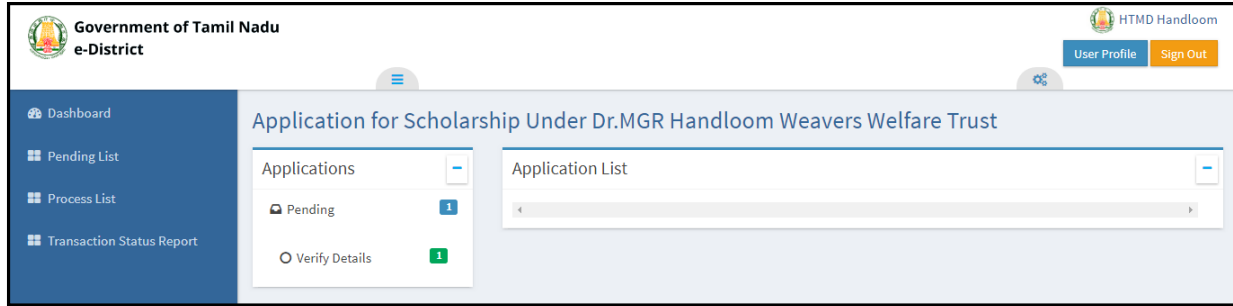 Government of Tamil Nadu
e-District
HTMD Handloom
User Profile
Sign Out
Dashboard
Pending List
Process List
Transaction Status Report
Application for Scholarship Under Dr.MGR Handloom Weavers Welfare Trust
Applications
Pending 1
Verify Details 1
Application List